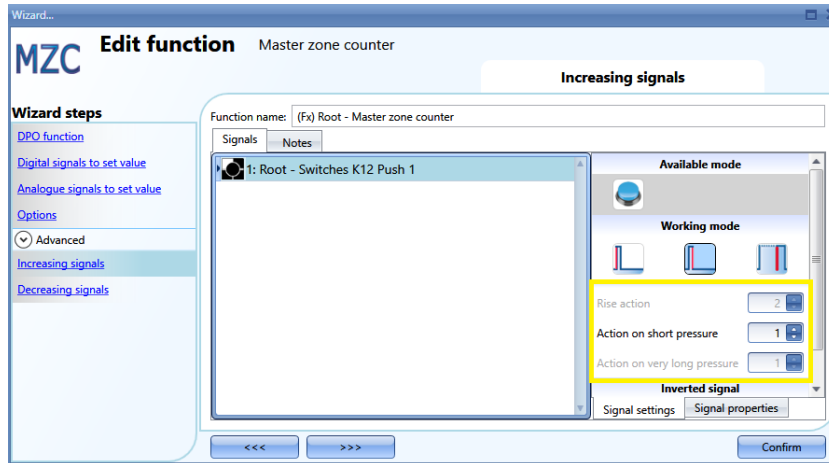 Wizard...
MZC Edit function Master zone counter
Increasing signals
Wizard steps
DPO function
Digital signals to set value
Analogue signals to set value
Options
Advanced
Increasing signals
Decreasing signals
Function name: (Fx) Root - Master zone counter
Signals Notes
1: Root - Switches K12 Push 1
Available mode
Working mode
Rise action 2
Action on short pressure 1
Action on very long pressure 1
Inverted signal
Signal settings Signal properties
<<< >>> Confirm